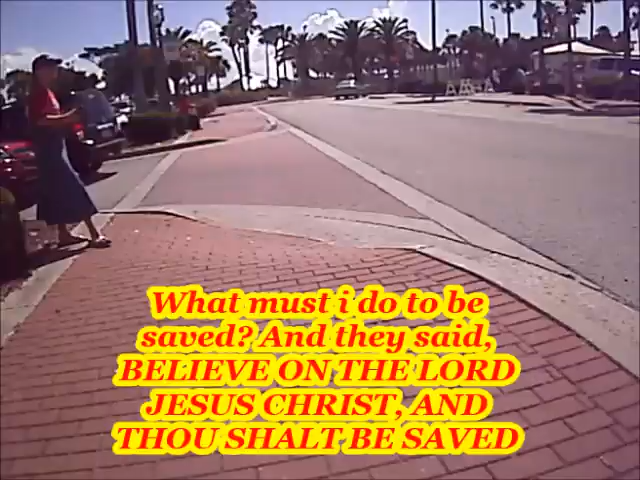 What must i do to be
saved? And they said,
BELIEVE ON THE LORD
JESUS CHRIST, AND
THOU SHALT BE SAVED